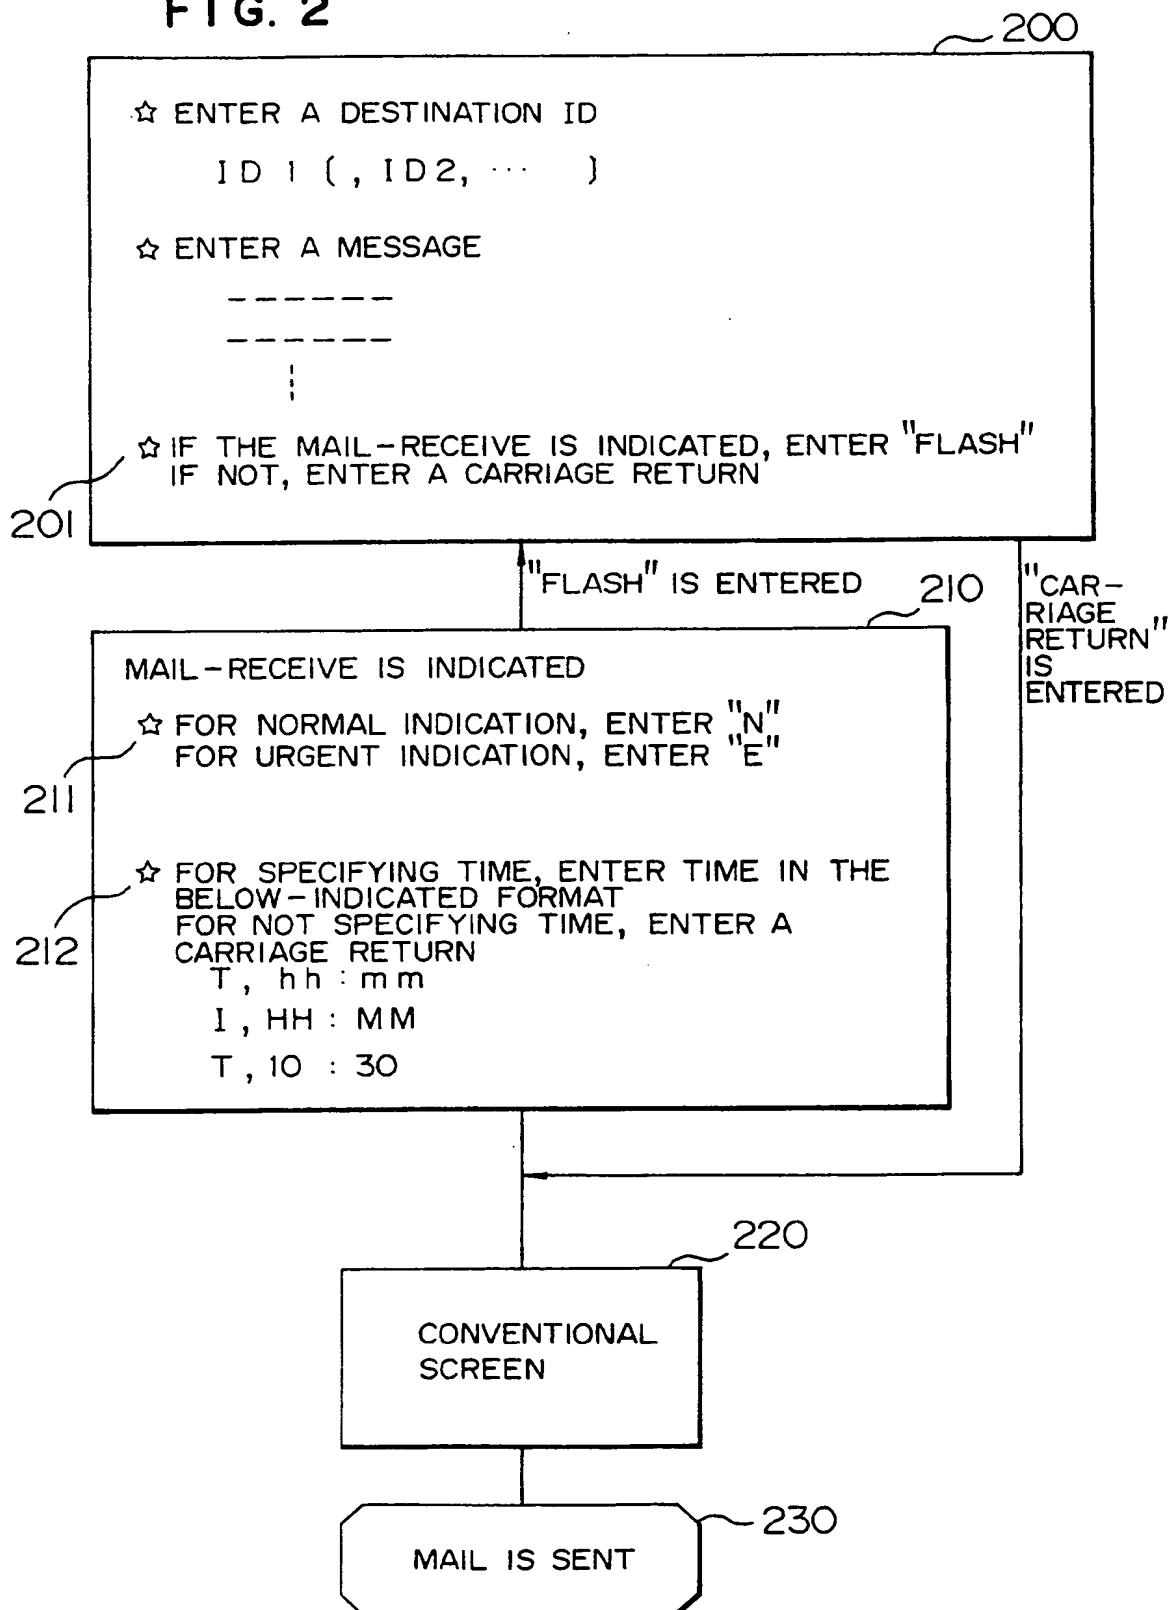 FIG. 2
200
☆ ENTER A DESTINATION ID
ID 1 (, ID2, ··· )
☆ ENTER A MESSAGE
☆ IF THE MAIL-RECEIVE IS INDICATED, ENTER "FLASH"
IF NOT, ENTER A CARRIAGE RETURN
201
"FLASH" IS ENTERED
"CAR-
RIAGE
RETURN"
IS
ENTERED
210
MAIL-RECEIVE IS INDICATED
☆ FOR NORMAL INDICATION, ENTER "N"
FOR URGENT INDICATION, ENTER "E"
211
☆ FOR SPECIFYING TIME, ENTER TIME IN THE
BELOW-INDICATED FORMAT
FOR NOT SPECIFYING TIME, ENTER A
CARRIAGE RETURN
212
T, hh : mm
I, HH : MM
T, 10 : 30
220
CONVENTIONAL
SCREEN
230
MAIL IS SENT